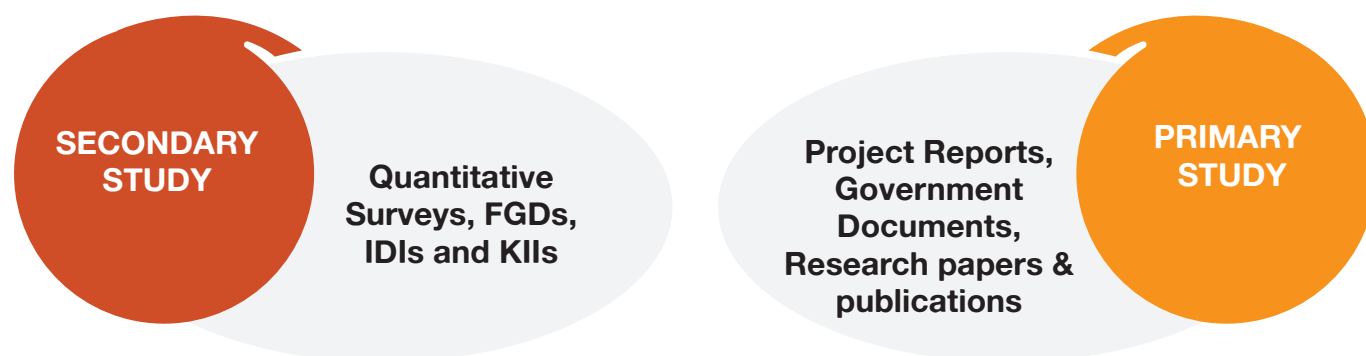 SECONDARY
STUDY
Quantitative
Surveys, FGDs,
IDIs and KIIs
Project Reports,
Government
Documents,
Research papers &
publications
PRIMARY
STUDY